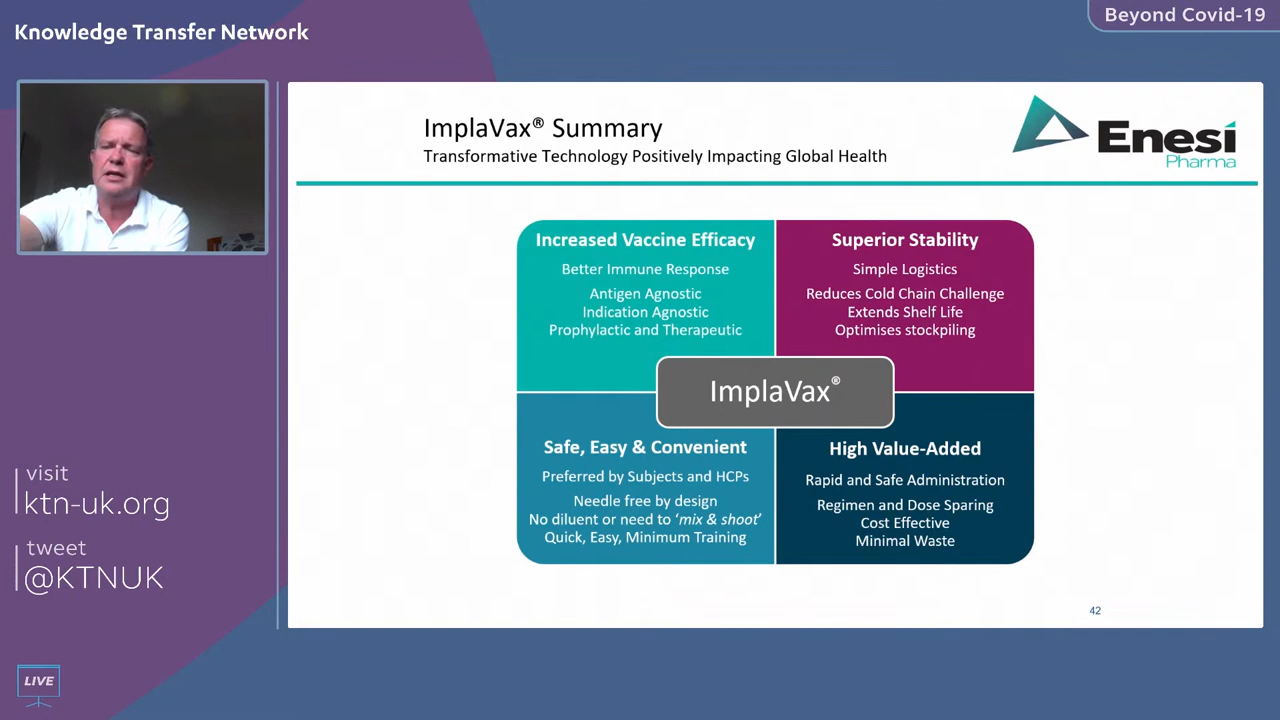 Knowledge Transfer Network
Beyond Covid-19
ImplaVax® Summary
Transformative Technology Positively Impacting Global Health
Enesi
Pharma
Increased Vaccine Efficacy
Better Immune Response
Antigen Agnostic
Indication Agnostic
Prophylactic and Therapeutic
Superior Stability
Simple Logistics
Reduces Cold Chain Challenge
Extends Shelf Life
Optimises stockpiling
ImplaVax®
Safe, Easy & Convenient
Preferred by Subjects and HCPs
Needle free by design
No diluent or need to ‘mix & shoot’
Quick, Easy, Minimum Training
High Value-Added
Rapid and Safe Administration
Regimen and Dose Sparing
Cost Effective
Minimal Waste
42
visit
ktn-uk.org
tweet
@KTNUK
LIVE